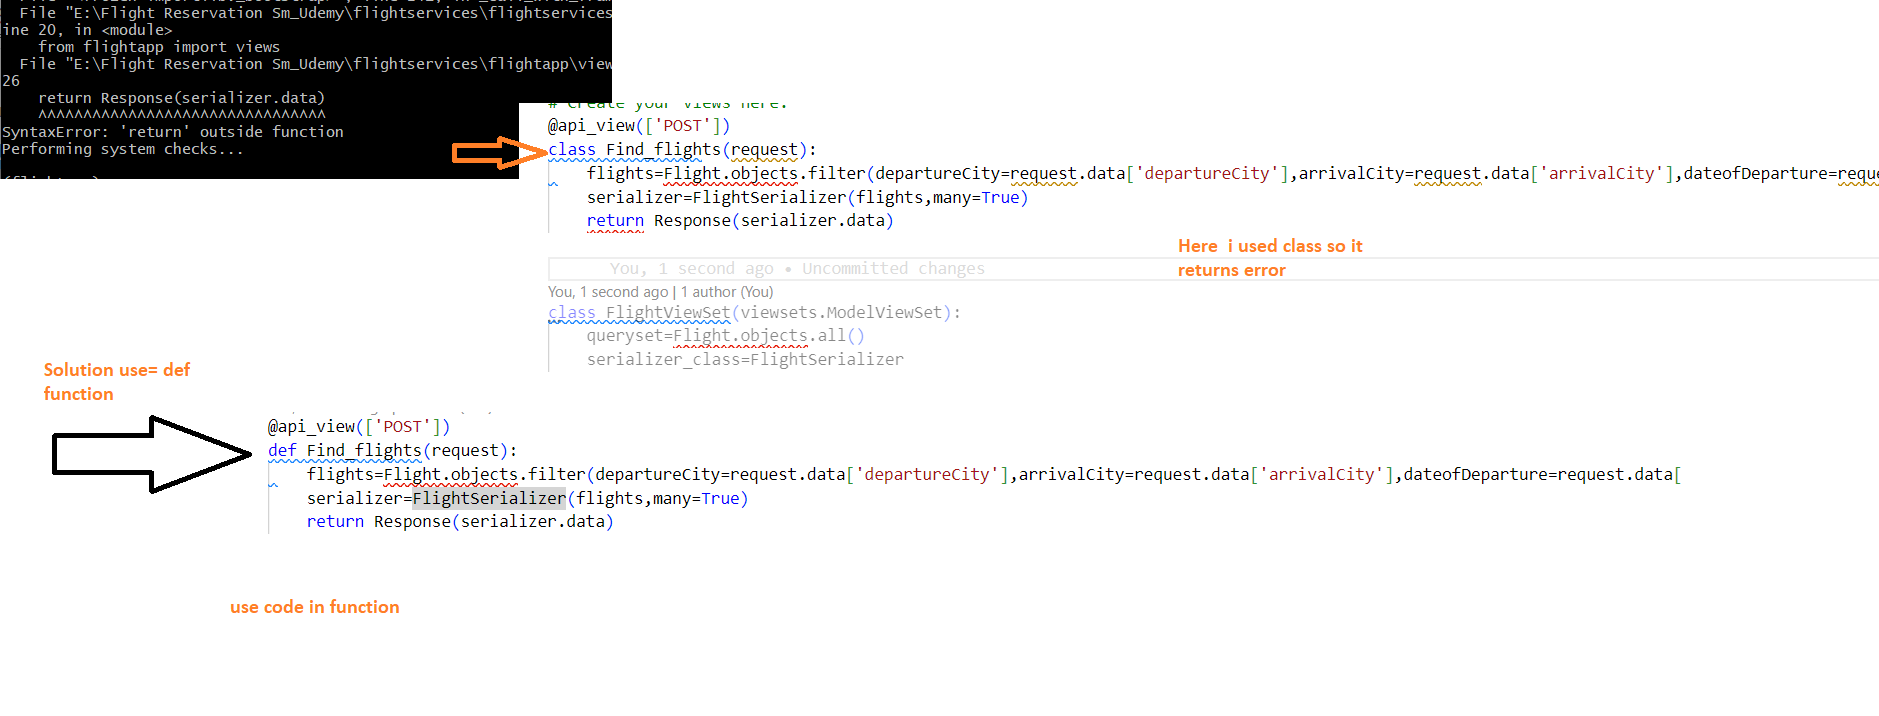 File "E:\Flight Reservation Sm_Udemy\flightservices\flightservices
ine 20, in <module>
from flightapp import views
File "E:\Flight Reservation Sm_Udemy\flightservices\flightapp\view
26
return Response(serializer.data)
^^^^^^^^^^^^^^^^^^^^^^^^^^^^^^^^
SyntaxError: 'return' outside function
Performing system checks...
# Create your views here.
@api_view(['POST'])
class Find_flights(request):
flights=Flight.objects.filter(departureCity=request.data['departureCity'],arrivalCity=request.data['arrivalCity'],dateofDeparture=reque
serializer=FlightSerializer(flights,many=True)
return Response(serializer.data)
Here i used class so it
returns error
You, 1 second ago • Uncommitted changes
You, 1 second ago | 1 author (You)
class FlightViewSet(viewsets.ModelViewSet):
queryset=Flight.objects.all()
serializer_class=FlightSerializer
Solution use= def
function
@api_view(['POST'])
def Find_flights(request):
flights=Flight.objects.filter(departureCity=request.data['departureCity'],arrivalCity=request.data['arrivalCity'],dateofDeparture=request.data[
serializer=FlightSerializer(flights,many=True)
return Response(serializer.data)
use code in function